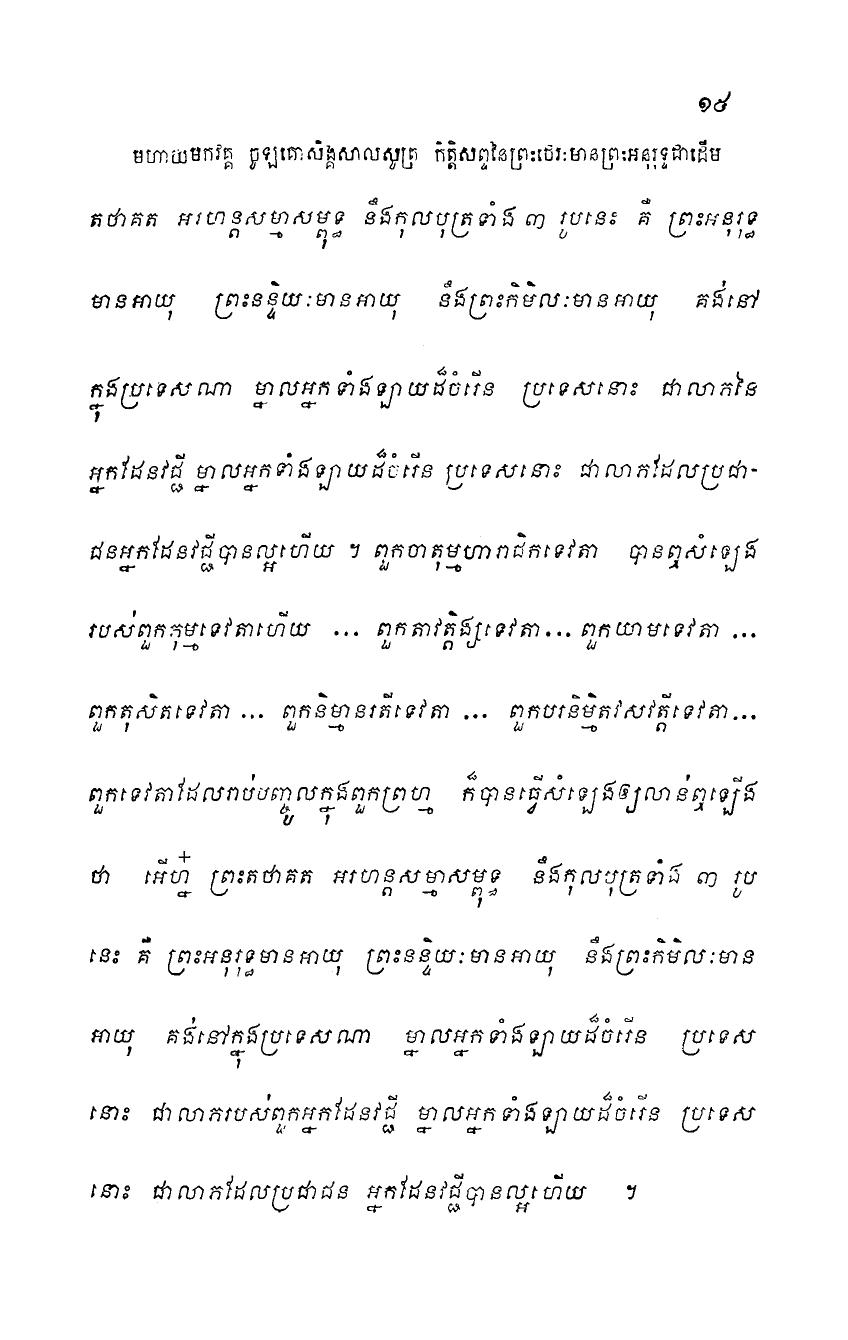 ១៥
មហាយមកវគ្គ ចូឡគោសិង្គសាលសូត្រ កិត្តិសព្ទនៃព្រះថេរៈមានព្រះអនុរុទ្ធជាដើម
តថាគត អរហន្តសម្មាសម្ពុទ្ធ នឹងកុលបុត្រទាំង ៣ រូបនេះ គឺ ព្រះអនុរុទ្ធ
មានអាយុ ព្រះនន្ទិយៈមានអាយុ នឹងព្រះកិមិលៈមានអាយុ គង់នៅ
ក្នុងប្រទេសណា ម្នាលអ្នកទាំងឡាយដ៏ចំរើន ប្រទេសនោះ ជាលាភនៃ
អ្នកដែនវជ្ជី ម្នាលអ្នកទាំងឡាយដ៏ចំរើន ប្រទេសនោះ ជាលាភដែលប្រជា-
ជនអ្នកដែនវជ្ជីបានល្អហើយ ។ ពួកចាតុម្មហារាជិកទេវតា បានឮសំឡេង
របស់ពួកភុម្មទេវតាហើយ ... ពួកតាវត្តិង្សទេវតា... ពួកយាមទេវតា ...
ពួកតុសិតទេវតា ... ពួកនិម្មានរតីទេវតា ... ពួកបរនិម្មិតវសវត្តីទេវតា...
ពួកទេវតាដែលរាប់បញ្ចូលក្នុងពួកព្រហ្ម ក៏បានធ្វើសំឡេងឲ្យលាន់ឮឡើង
ថា អើហ្ន៎ ព្រះតថាគត អរហន្តសម្មាសម្ពុទ្ធ នឹងកុលបុត្រទាំង ៣ រូប
នេះ គឺ ព្រះអនុរុទ្ធមានអាយុ ព្រះនន្ទិយៈមានអាយុ នឹងព្រះកិមិលៈមាន
អាយុ គង់នៅក្នុងប្រទេសណា ម្នាលអ្នកទាំងឡាយដ៏ចំរើន ប្រទេស
នោះ ជាលាភរបស់ពួកអ្នកដែនវជ្ជី ម្នាលអ្នកទាំងឡាយដ៏ចំរើន ប្រទេស
នោះ ជាលាភដែលប្រជាជន អ្នកដែនវជ្ជីបានល្អហើយ ។